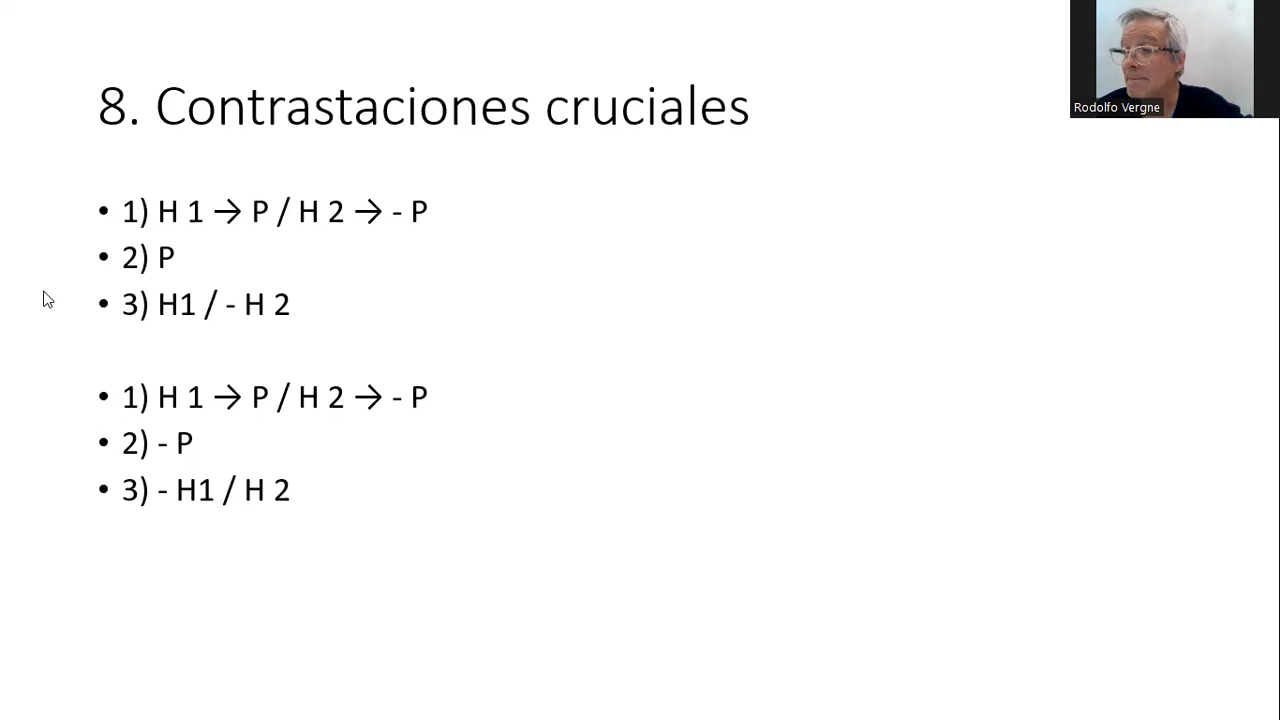 8. Contrastaciones cruciales
Rodolfo Vergne
• 1) H 1 → P / H 2 → - P
• 2) P
• 3) H1 / - H 2
• 1) H 1 → P / H 2 → - P
• 2) - P
• 3) - H1 / H 2